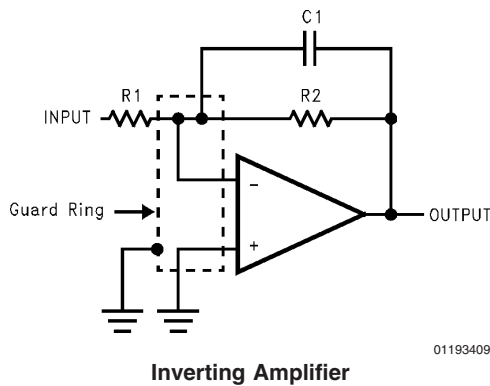 C1
R1
R2
INPUT
−
Guard Ring
OUTPUT
+
01193409
Inverting Amplifier